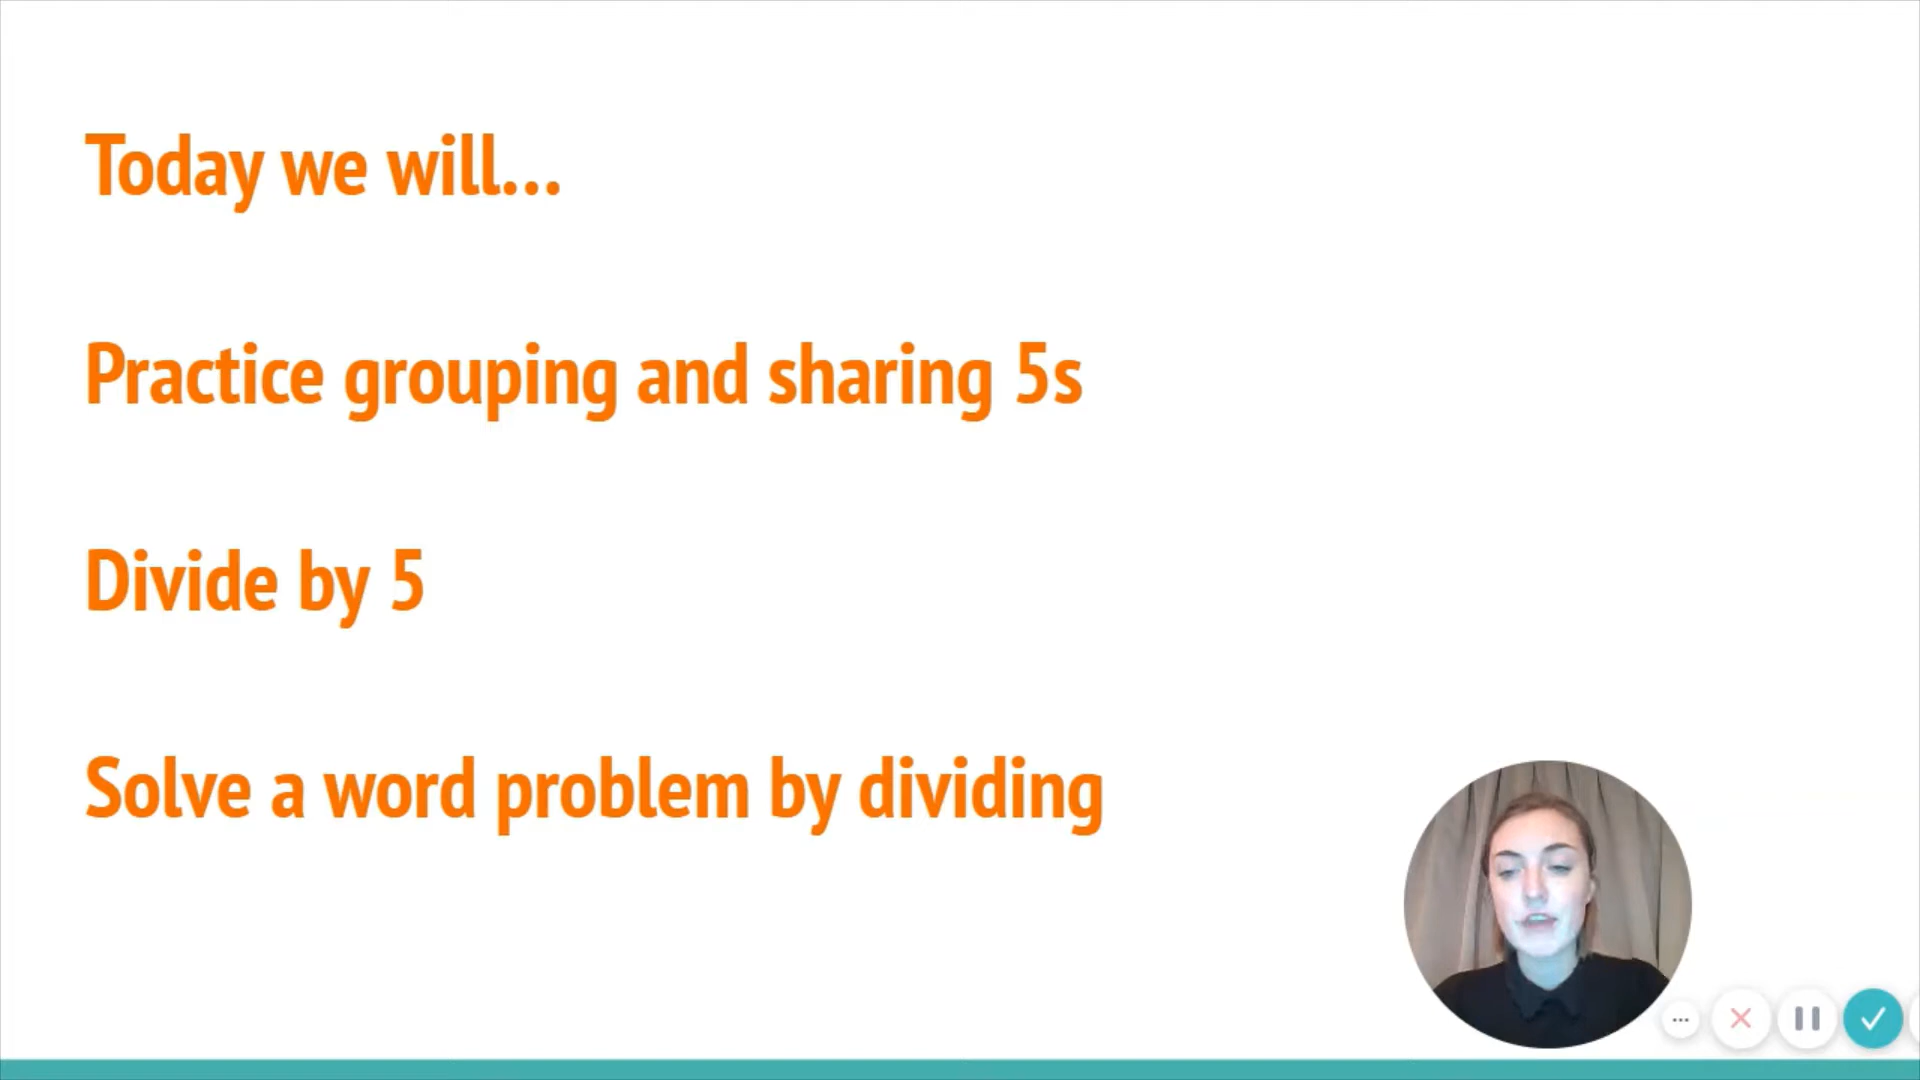 Today we will...
Practice grouping and sharing 5s
Divide by 5
Solve a word problem by dividing